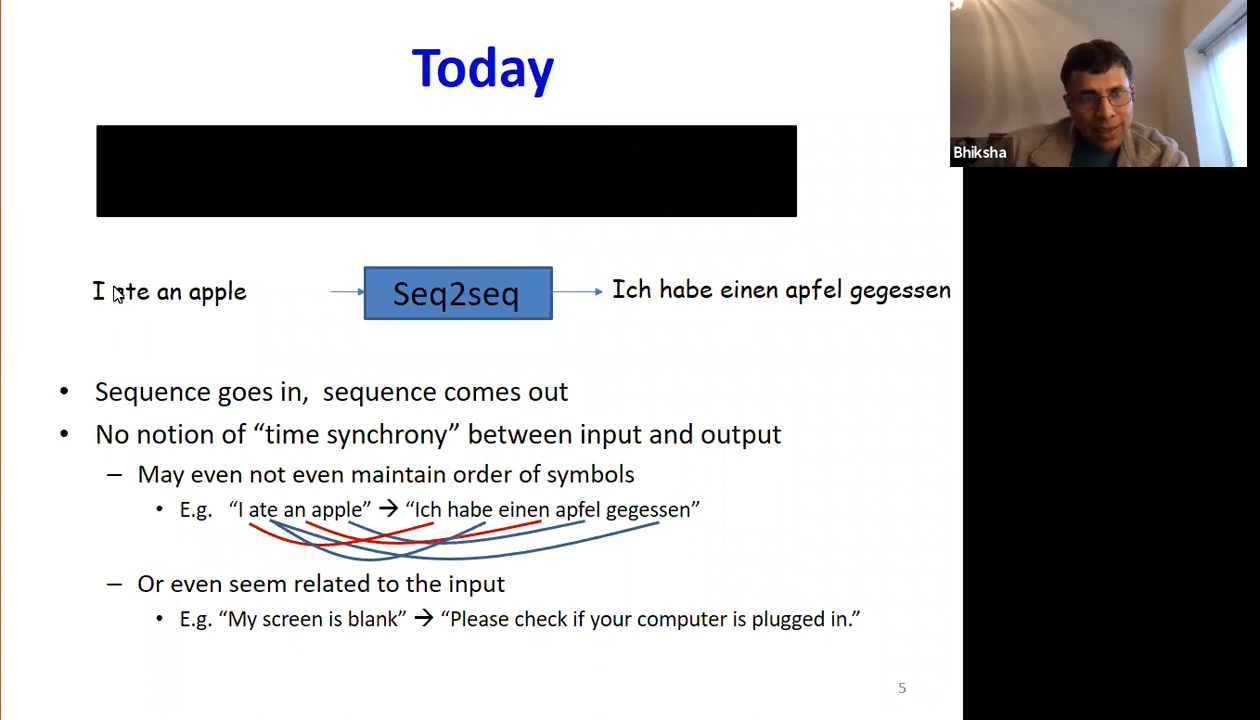 Today
Bhiksha
I ate an apple
Seq2seq
Ich habe einen apfel gegessen
• Sequence goes in, sequence comes out
• No notion of “time synchrony” between input and output
– May even not even maintain order of symbols
• E.g. “I ate an apple” → “Ich habe einen apfel gegessen”
– Or even seem related to the input
• E.g. “My screen is blank” → “Please check if your computer is plugged in.”
5